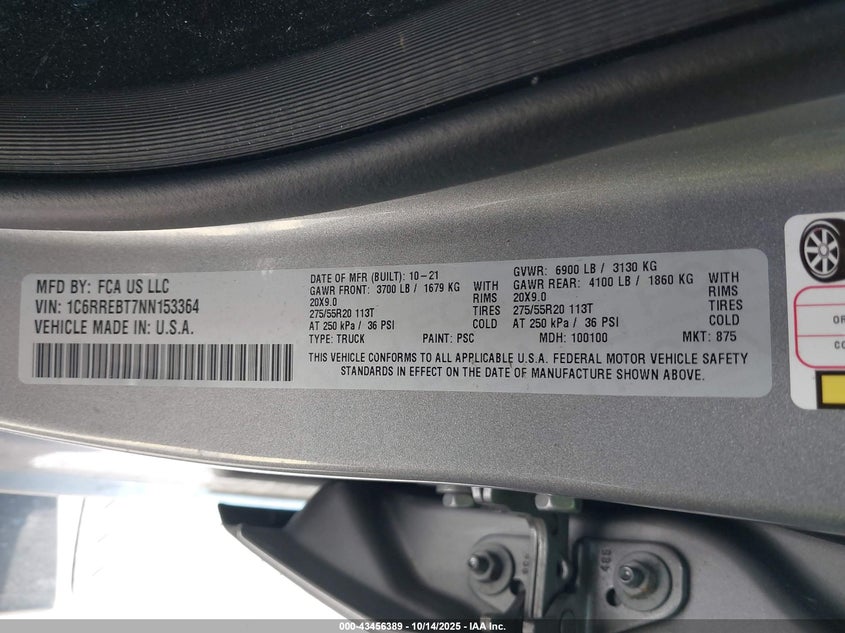 MFD BY: FCA US LLC
VIN: 1C6RREBT7NN153364
VEHICLE MADE IN: U.S.A.
DATE OF MFR (BUILT): 10-21
GAWR FRONT: 3700 LB / 1679 KG WITH
20X9.0 RIMS
275/55R20 113T TIRES
AT 250 kPa / 36 PSI COLD
TYPE: TRUCK PAINT: PSC
GVWR: 6900 LB / 3130 KG
GAWR REAR: 4100 LB / 1860 KG WITH
20X9.0 RIMS
275/55R20 113T TIRES
AT 250 kPa / 36 PSI COLD
MDH: 100100 MKT: 875
THIS VEHICLE CONFORMS TO ALL APPLICABLE U.S.A. FEDERAL MOTOR VEHICLE SAFETY
STANDARDS IN EFFECT ON THE DATE OF MANUFACTURE SHOWN ABOVE.
000-43456389 - 10/14/2025 - IAA Inc.